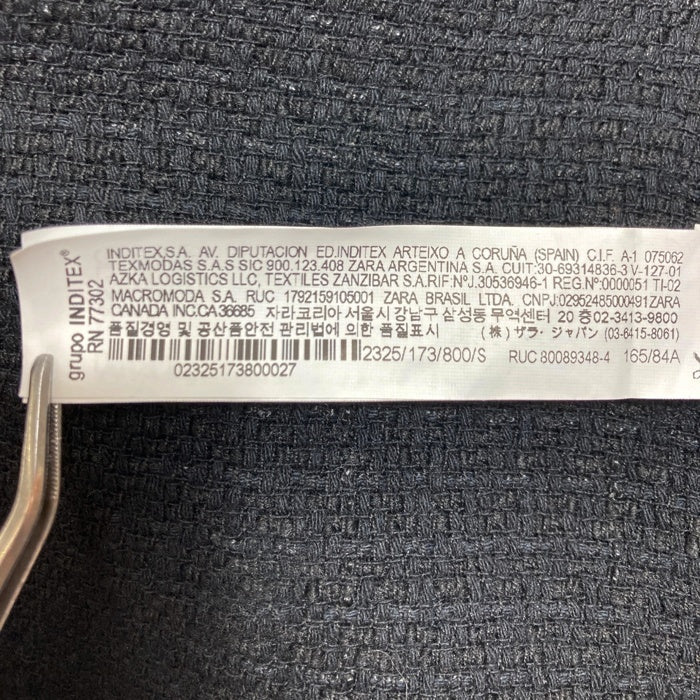 grupo INDITEX®
RN 77302
INDITEX,S.A. AV. DIPUTACION ED.INDITEX ARTEIXO A CORUÑA (SPAIN) C.I.F. A-1 075062
TEXMODAS S.A.S SIC 900.123.408 ZARA ARGENTINA S.A. CUIT:30-69314836-3 V-127-01
AZKA LOGISTICS LLC, TEXTILES ZANZIBAR S.A.RIF:NºJ.30536946-1 REG.Nº:0000051 TI-02
MACROMODA S.A. RUC 1792159105001 ZARA BRASIL LTDA. CNPJ:02952485000491ZARA
CANADA INC.CA.36685 자라코리아 서울시 강남구 삼성동 무역센터 20 층02-3413-9800
품질경영 및 공산품안전 관리법에 의한 품질표시 (株) ザラ・ジャパン (03-6415-8061)
2325/173/800/S RUC 80089348-4 165/84A
02325173800027